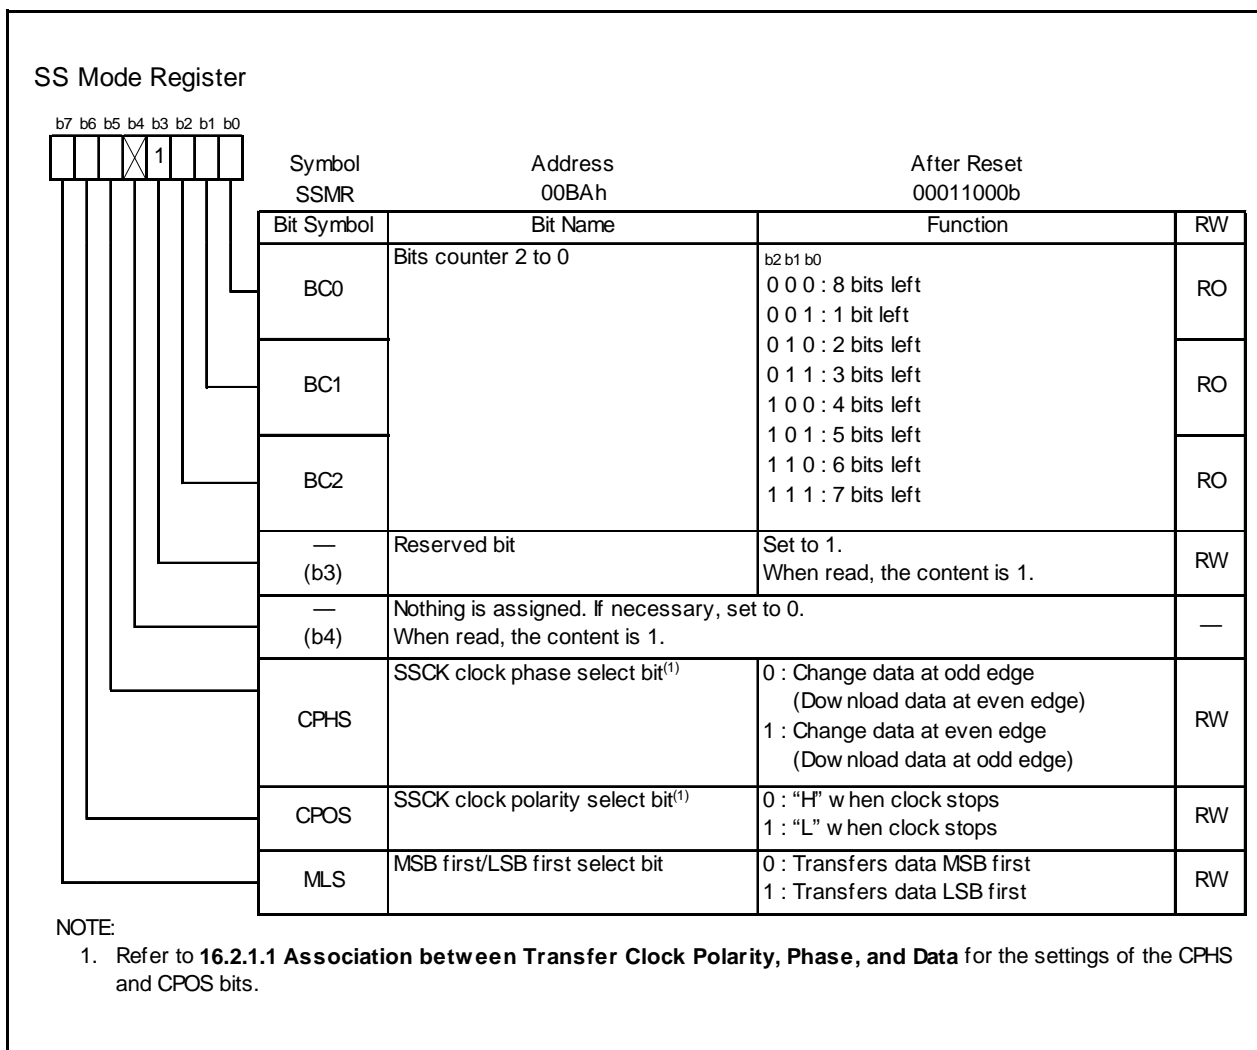 SS Mode Register
b7 b6 b5 b4 b3 b2 b1 b0
1
Symbol Address After Reset
SSMR 00BAh 00011000b
Bit Symbol Bit Name Function RW
BC0 Bits counter 2 to 0 b2 b1 b0 RO
0 0 0 : 8 bits left
0 0 1 : 1 bit left
0 1 0 : 2 bits left
BC1 0 1 1 : 3 bits left RO
1 0 0 : 4 bits left
1 0 1 : 5 bits left
BC2 1 1 0 : 6 bits left RO
1 1 1 : 7 bits left
— Reserved bit Set to 1. RW
(b3) When read, the content is 1.
— Nothing is assigned. If necessary, set to 0. —
(b4) When read, the content is 1.
CPHS SSCK clock phase select bit(1) 0 : Change data at odd edge RW
(Download data at even edge)
1 : Change data at even edge
(Download data at odd edge)
CPOS SSCK clock polarity select bit(1) 0 : “H” when clock stops RW
1 : “L” when clock stops
MLS MSB first/LSB first select bit 0 : Transfers data MSB first RW
1 : Transfers data LSB first
NOTE:
1. Refer to 16.2.1.1 Association between Transfer Clock Polarity, Phase, and Data for the settings of the CPHS
and CPOS bits.